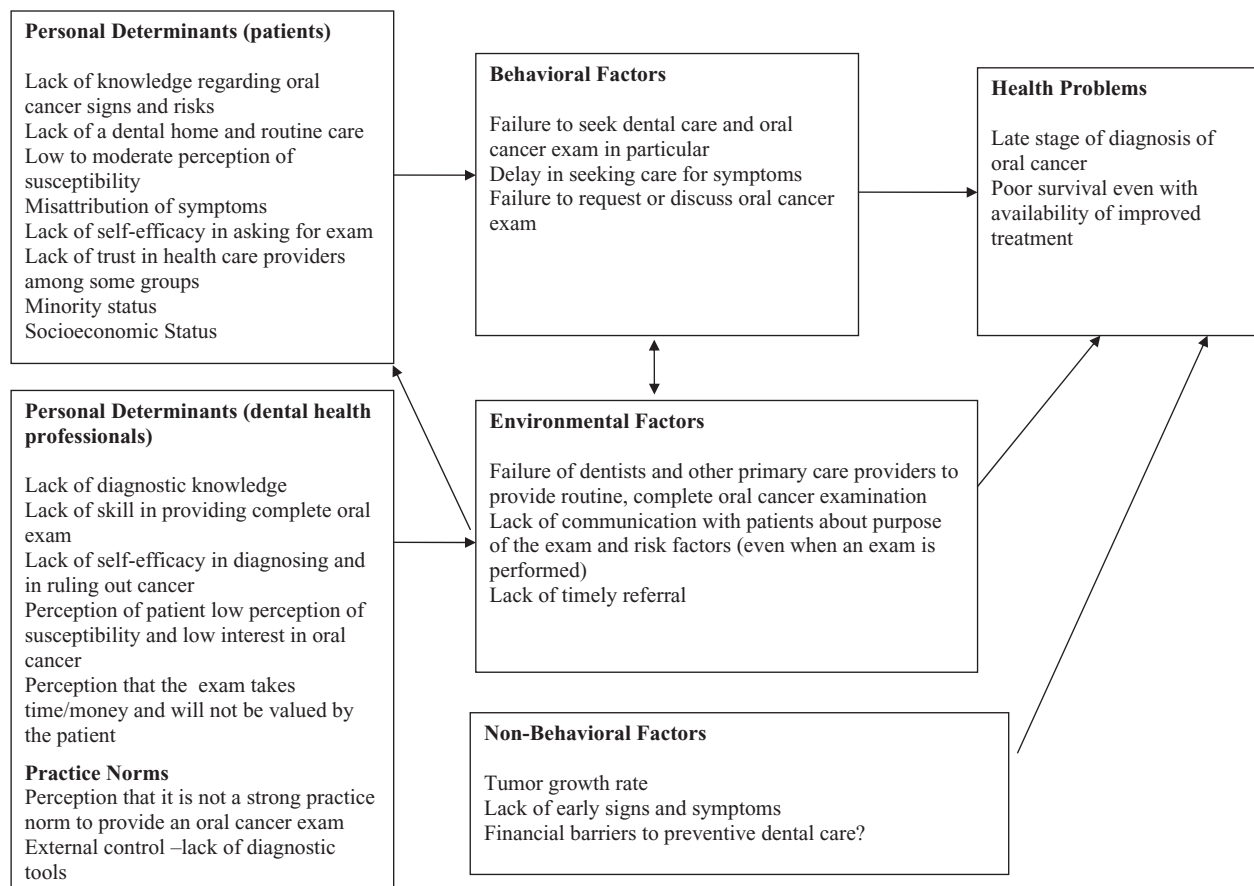 Personal Determinants (patients)
Lack of knowledge regarding oral
cancer signs and risks
Lack of a dental home and routine care
Low to moderate perception of
susceptibility
Misattribution of symptoms
Lack of self-efficacy in asking for exam
Lack of trust in health care providers
among some groups
Minority status
Socioeconomic Status
Behavioral Factors
Failure to seek dental care and oral
cancer exam in particular
Delay in seeking care for symptoms
Failure to request or discuss oral cancer
exam
Health Problems
Late stage of diagnosis of
oral cancer
Poor survival even with
availability of improved
treatment
Personal Determinants (dental health
professionals)
Lack of diagnostic knowledge
Lack of skill in providing complete oral
exam
Lack of self-efficacy in diagnosing and
in ruling out cancer
Perception of patient low perception of
susceptibility and low interest in oral
cancer
Perception that the exam takes
time/money and will not be valued by
the patient
Practice Norms
Perception that it is not a strong practice
norm to provide an oral cancer exam
External control –lack of diagnostic
tools
Environmental Factors
Failure of dentists and other primary care providers to
provide routine, complete oral cancer examination
Lack of communication with patients about purpose
of the exam and risk factors (even when an exam is
performed)
Lack of timely referral
Non-Behavioral Factors
Tumor growth rate
Lack of early signs and symptoms
Financial barriers to preventive dental care?